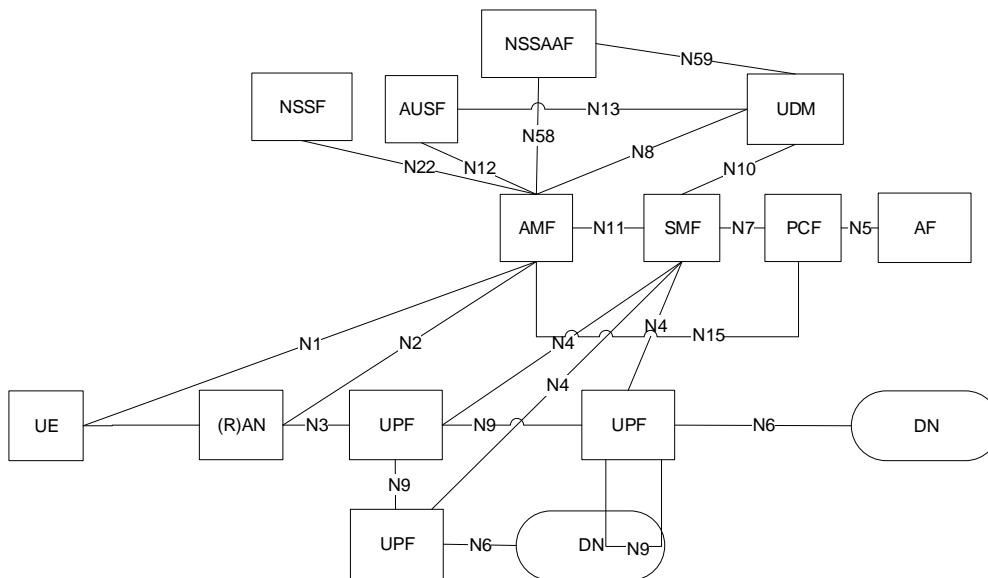 NSSAAF
N59
NSSF
AUSF
N13
UDM
N58
N22
N12
N8
N10
AMF
N11
SMF
N7
PCF
N5
AF
N1
N2
N4
N4
N15
N4
UE
(R)AN
N3
UPF
N9
UPF
N6
DN
N9
UPF
N6
DN
N9